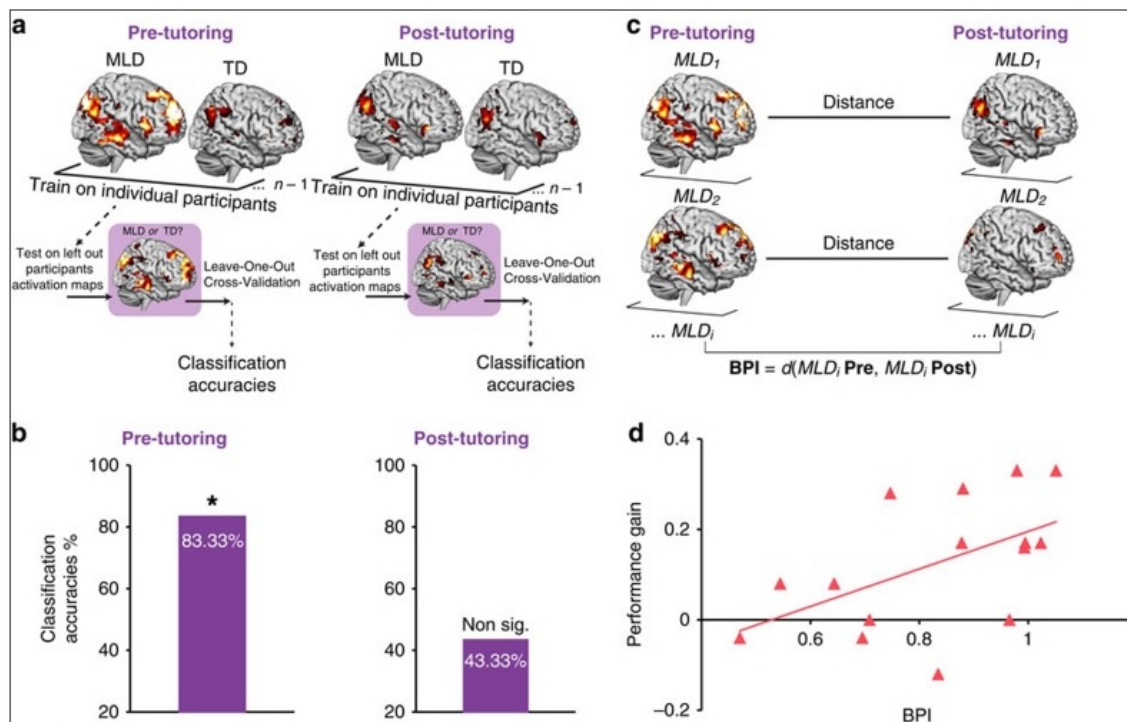 a
Pre-tutoring
Post-tutoring
MLD
TD
MLD
TD
... n – 1
Train on individual participants
... n – 1
Train on individual participants
Test on left out
participants
activation maps
MLD or TD?
Leave-One-Out
Cross-Validation
Classification
accuracies
Test on left out
participants
activation maps
MLD or TD?
Leave-One-Out
Cross-Validation
Classification
accuracies
c
Pre-tutoring
Post-tutoring
MLD1
MLD1
Distance
MLD2
MLD2
Distance
... MLDi
... MLDi
BPI = d(MLDi Pre, MLDi Post)
b
Pre-tutoring
Post-tutoring
Classification
accuracies %
100
80
60
40
20
*
83.33%
100
80
60
40
20
Non sig.
43.33%
d
Performance gain
0.4
0.2
0
–0.2
0.6
0.8
1
BPI